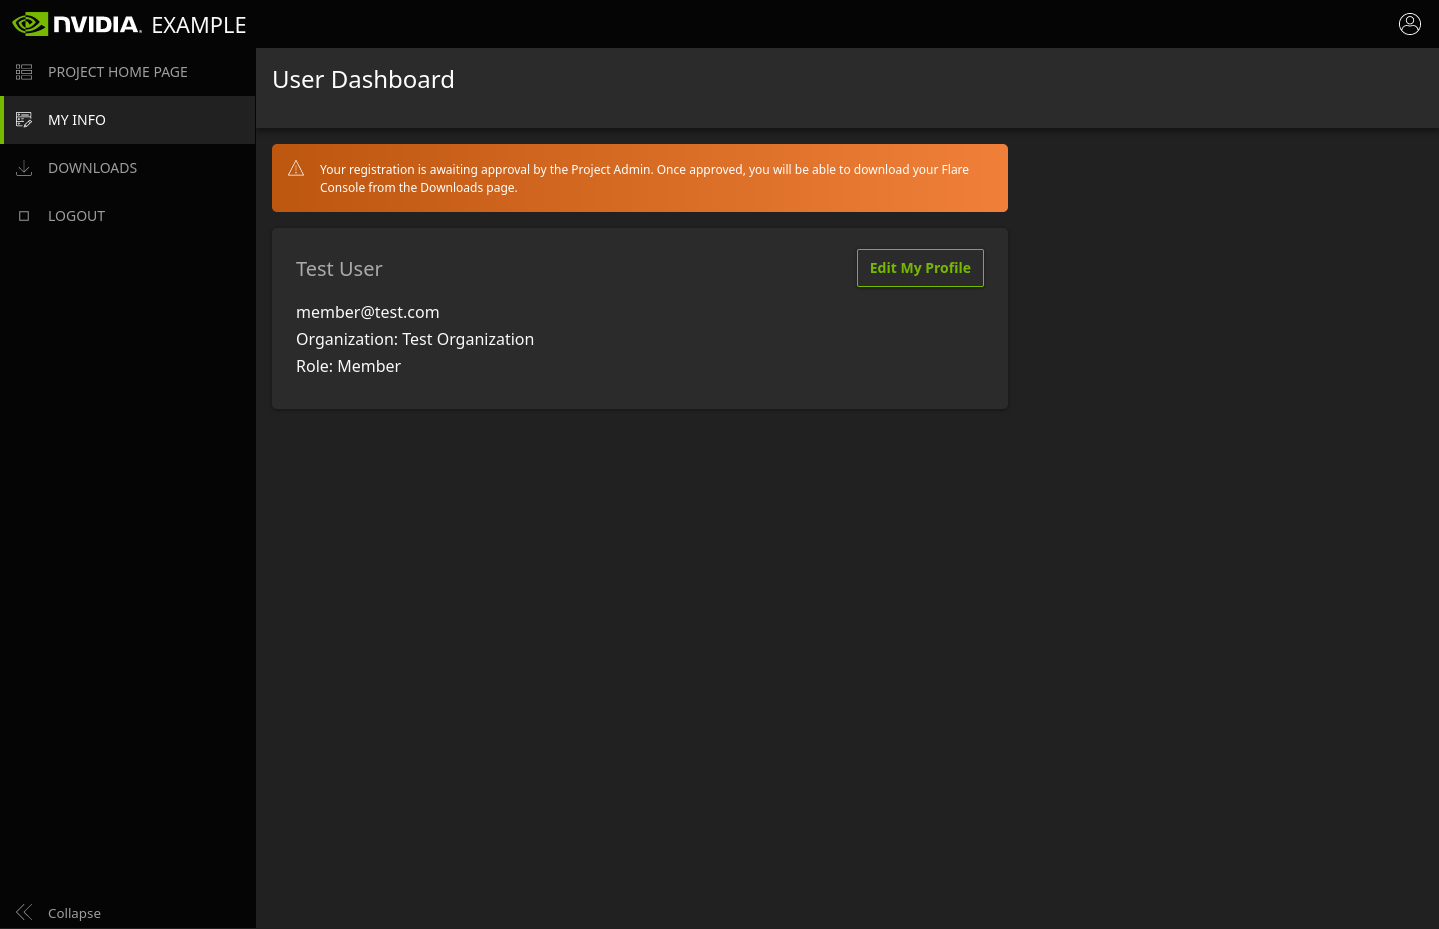 NVIDIA. EXAMPLE
PROJECT HOME PAGE
MY INFO
DOWNLOADS
LOGOUT
Collapse
User Dashboard
Your registration is awaiting approval by the Project Admin. Once approved, you will be able to download your Flare
Console from the Downloads page.
Test User
Edit My Profile
member@test.com
Organization: Test Organization
Role: Member